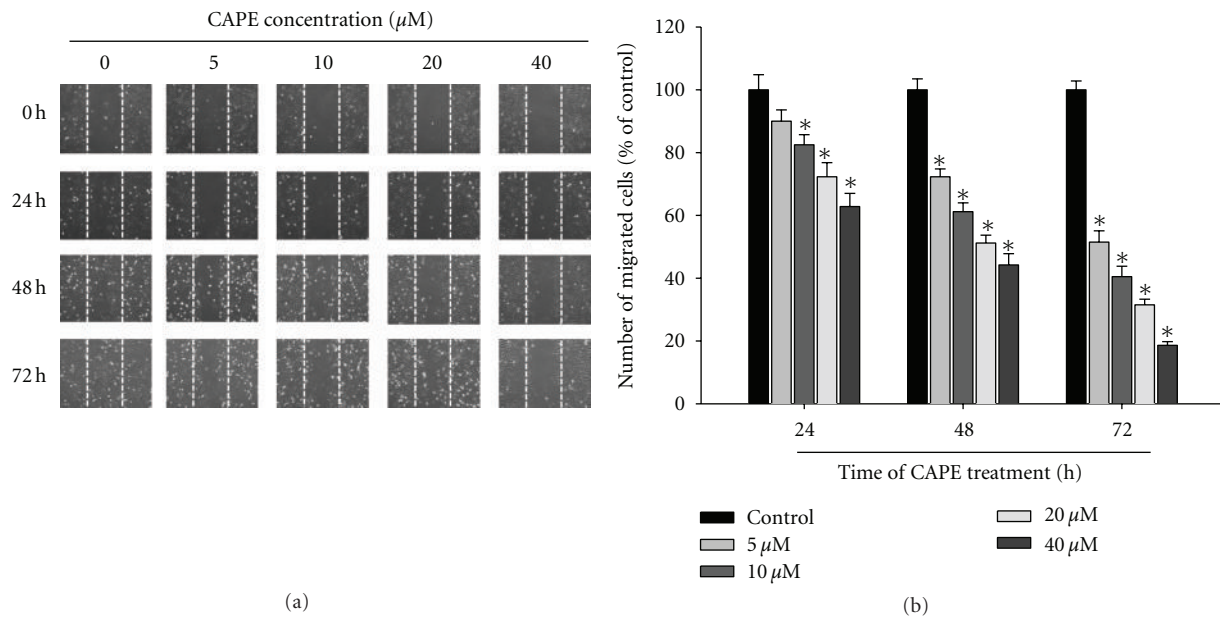 CAPE concentration (μM)
0 5 10 20 40
0 h
24 h
48 h
72 h
(a)
Number of migrated cells (% of control)
120
100
80
60
40
20
0
* * *
* * * *
* * * *
24 48 72
Time of CAPE treatment (h)
Control
5 μM
10 μM
20 μM
40 μM
(b)